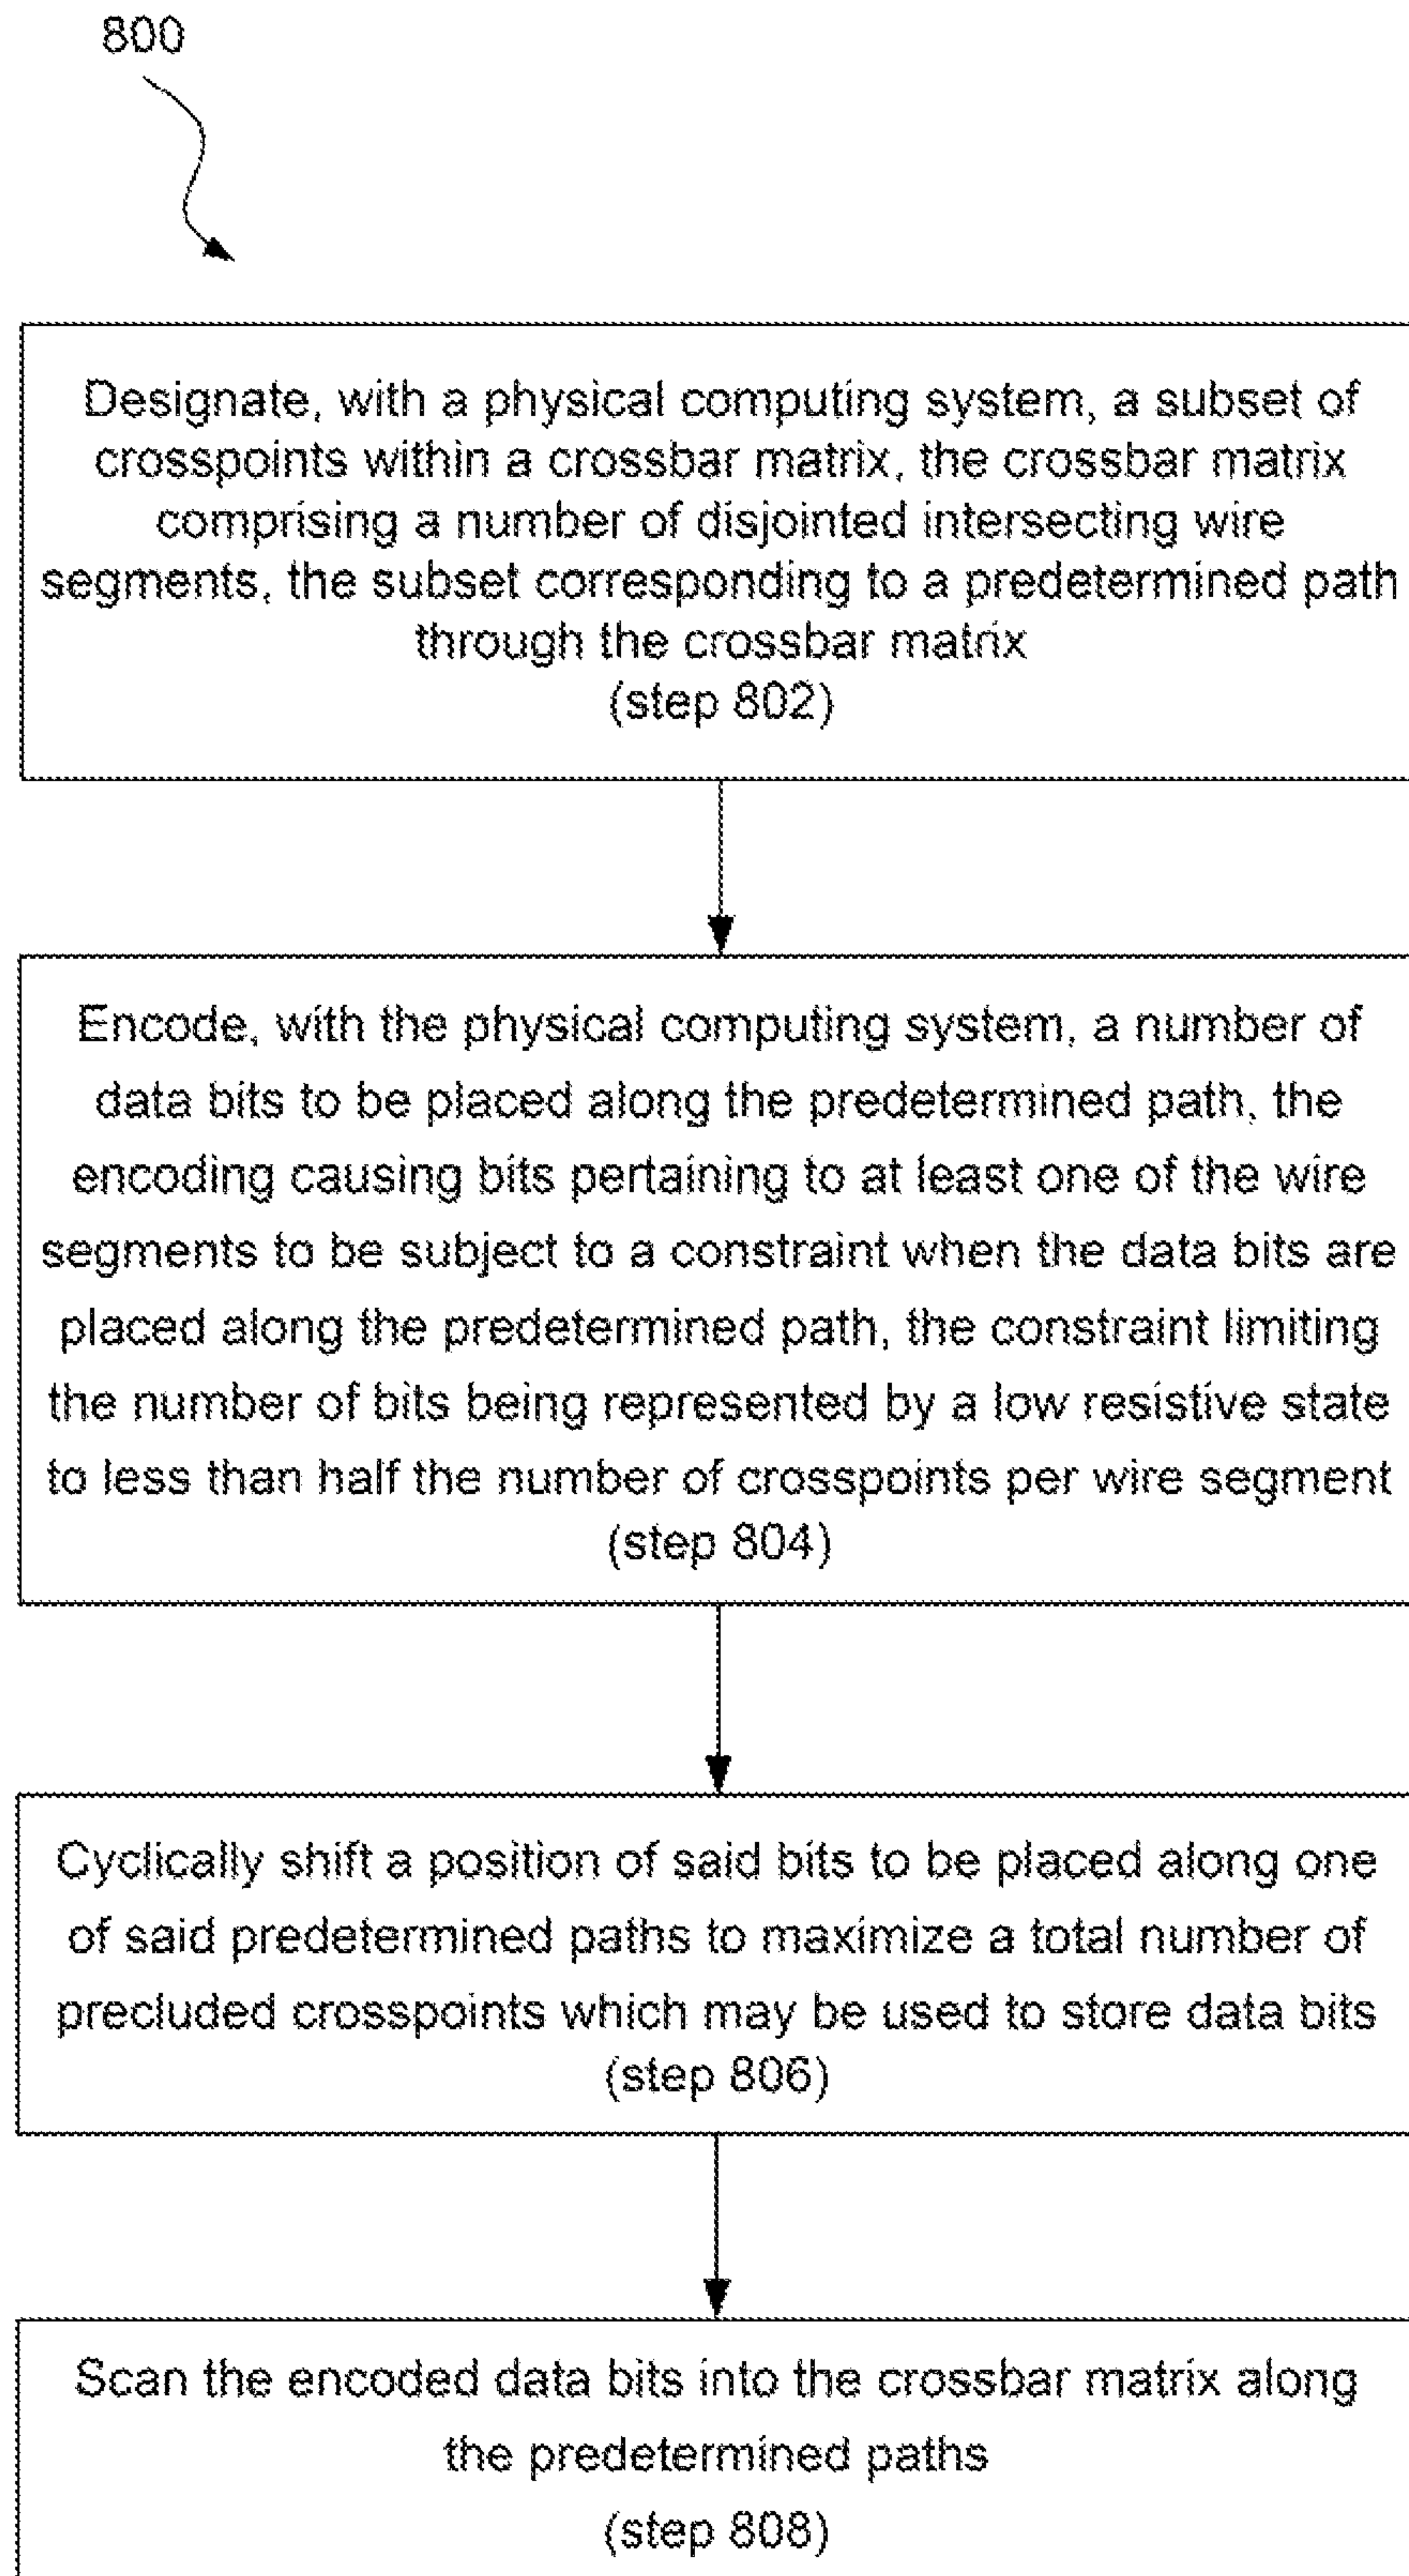 800
Designate, with a physical computing system, a subset of
crosspoints within a crossbar matrix, the crossbar matrix
comprising a number of disjointed intersecting wire
segments, the subset corresponding to a predetermined path
through the crossbar matrix
(step 802)
Encode, with the physical computing system, a number of
data bits to be placed along the predetermined path, the
encoding causing bits pertaining to at least one of the wire
segments to be subject to a constraint when the data bits are
placed along the predetermined path, the constraint limiting
the number of bits being represented by a low resistive state
to less than half the number of crosspoints per wire segment
(step 804)
Cyclically shift a position of said bits to be placed along one
of said predetermined paths to maximize a total number of
precluded crosspoints which may be used to store data bits
(step 806)
Scan the encoded data bits into the crossbar matrix along
the predetermined paths
(step 808)